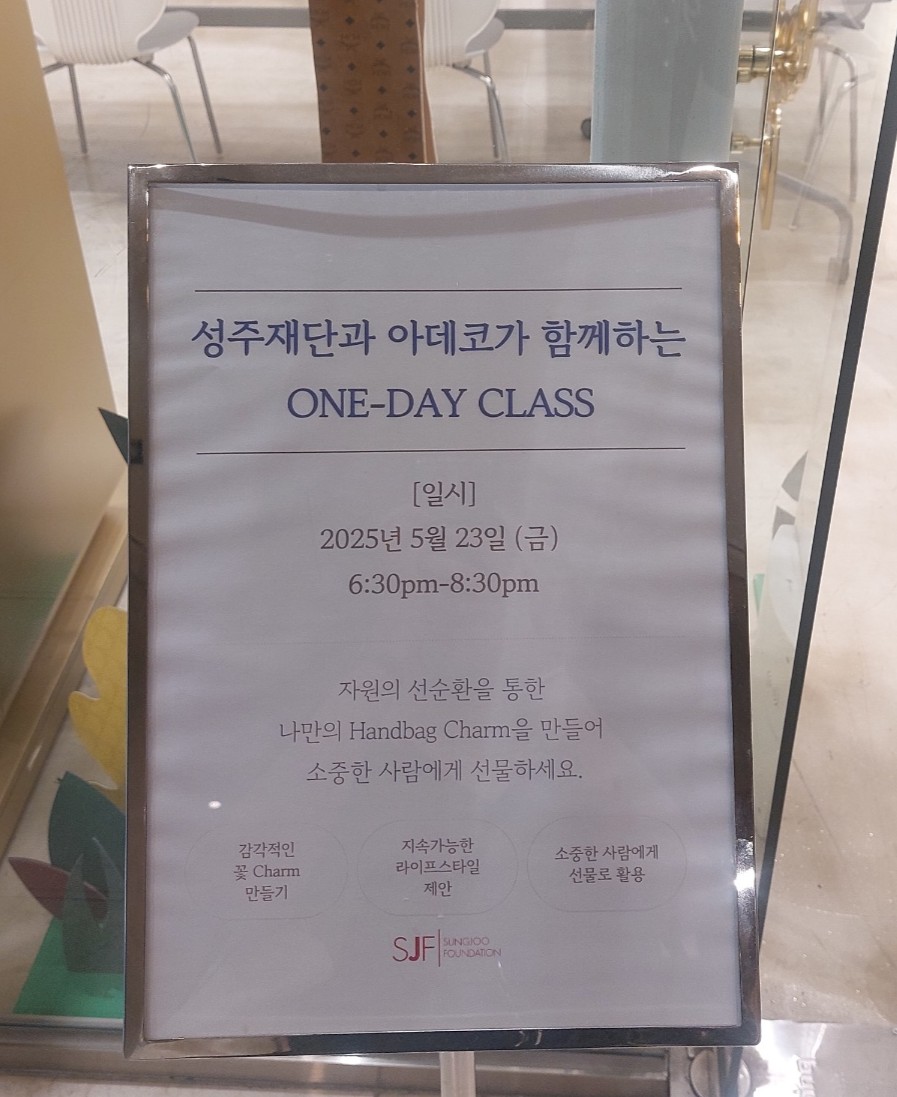 성주재단과 아데코가 함께하는
ONE-DAY CLASS
[일시]
2025년 5월 23일 (금)
6:30pm-8:30pm
자원의 선순환을 통한
나만의 Handbag Charm을 만들어
소중한 사람에게 선물하세요.
감각적인
꽃 Charm
만들기
지속가능한
라이프스타일
제안
소중한 사람에게
선물로 활용
SJF SUNGJOO
FOUNDATION